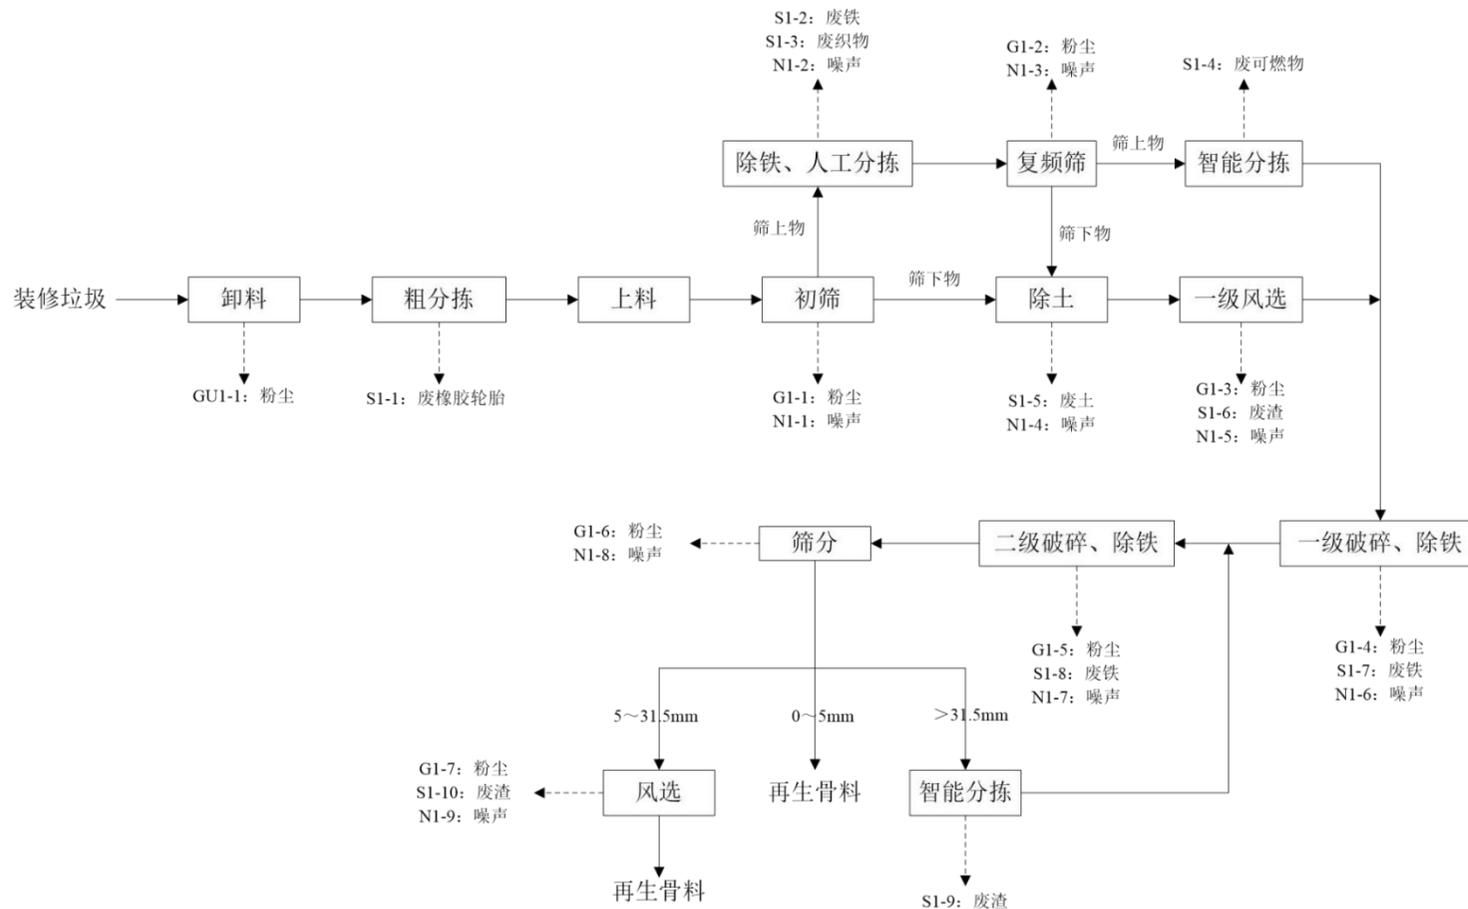 S1-2：废铁
S1-3：废织物
N1-2：噪声
G1-2：粉尘
N1-3：噪声
S1-4：废可燃物
除铁、人工分拣
复频筛
筛上物
智能分拣
筛上物
筛下物
装修垃圾
卸料
粗分拣
上料
初筛
筛下物
除土
一级风选
GU1-1：粉尘
S1-1：废橡胶轮胎
G1-1：粉尘
N1-1：噪声
S1-5：废土
N1-4：噪声
G1-3：粉尘
S1-6：废渣
N1-5：噪声
G1-6：粉尘
N1-8：噪声
筛分
二级破碎、除铁
一级破碎、除铁
G1-5：粉尘
S1-8：废铁
N1-7：噪声
G1-4：粉尘
S1-7：废铁
N1-6：噪声
5～31.5mm
0～5mm
＞31.5mm
G1-7：粉尘
S1-10：废渣
N1-9：噪声
风选
再生骨料
智能分拣
再生骨料
S1-9：废渣